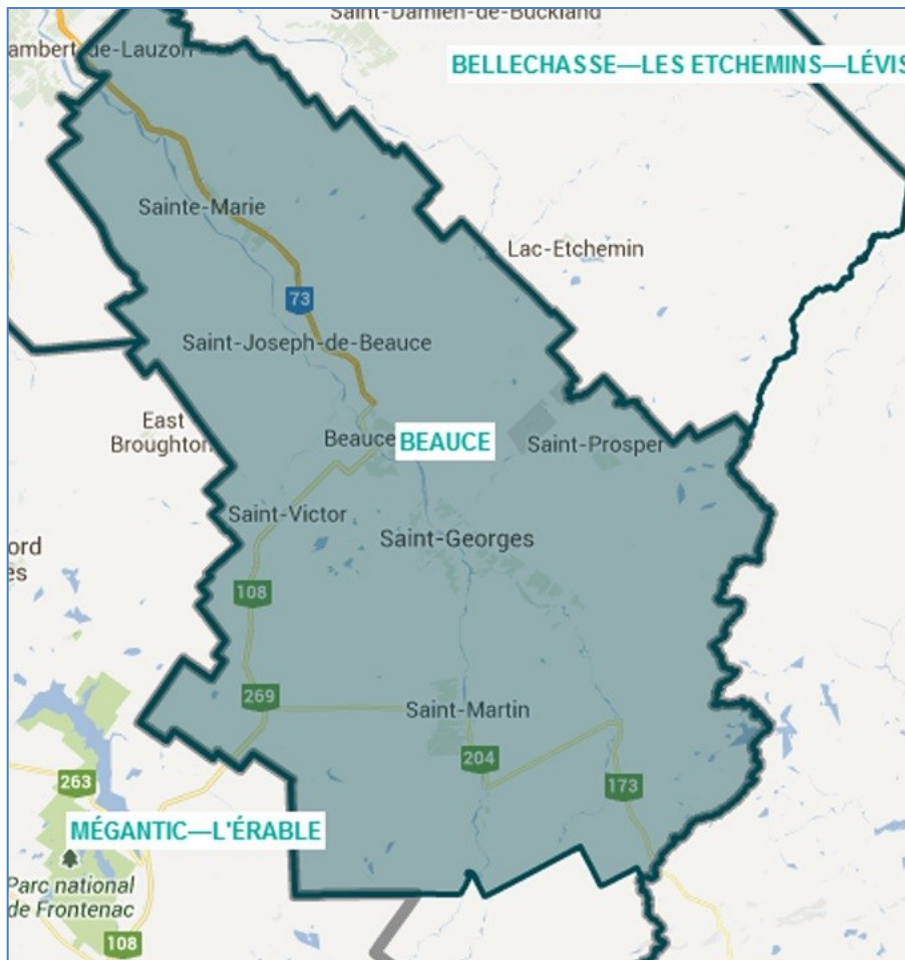 Saint-Damien-de-Buckland
ambert-de-Lauzon
BELLECHASSE—LES ETCHEMINS—LÉVIS
Sainte-Marie
Lac-Etchemin
73
Saint-Joseph-de-Beauce
East
Broughton
Beauce
BEAUCE
Saint-Prosper
Saint-Victor
Saint-Georges
ord
es
108
269
Saint-Martin
204
263
173
MÉGANTIC—L'ÉRABLE
Parc national
de Frontenac
108